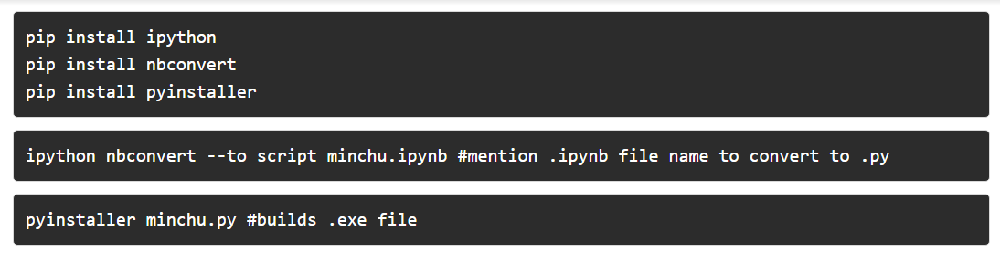 pip install ipython
pip install nbconvert
pip install pyinstaller
ipython nbconvert --to script minchu.ipynb #mention .ipynb file name to convert to .py
pyinstaller minchu.py #builds .exe file